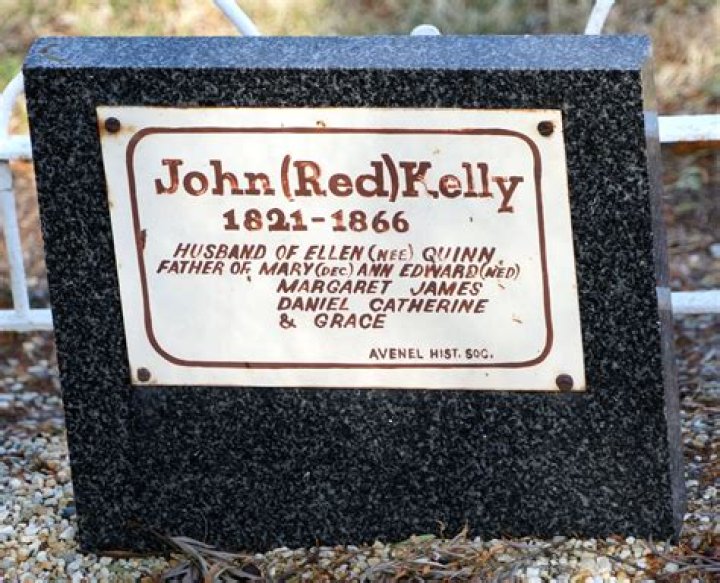 John (Red) Kelly
1821-1866
HUSBAND OF ELLEN (NEE) QUINN
FATHER OF MARY (DEC) ANN EDWARD (NED)
MARGARET JAMES
DANIEL CATHERINE
& GRACE
AVENEL HIST. SOC.